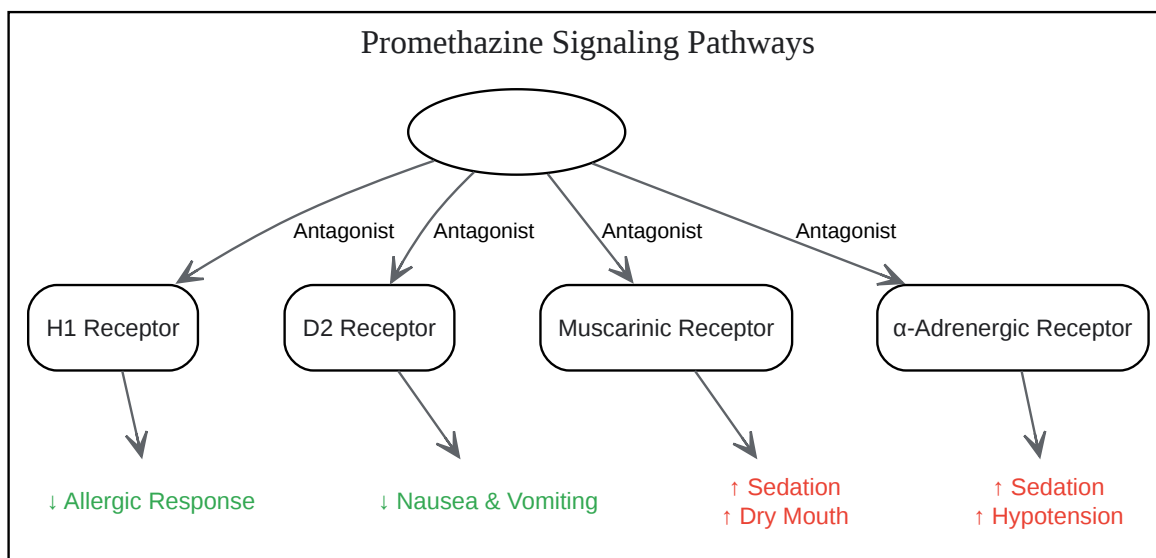 Promethazine Signaling Pathways
Antagonist
Antagonist
Antagonist
Antagonist
H1 Receptor
D2 Receptor
Muscarinic Receptor
α-Adrenergic Receptor
↓ Allergic Response
↓ Nausea & Vomiting
↑ Sedation
↑ Dry Mouth
↑ Sedation
↑ Hypotension